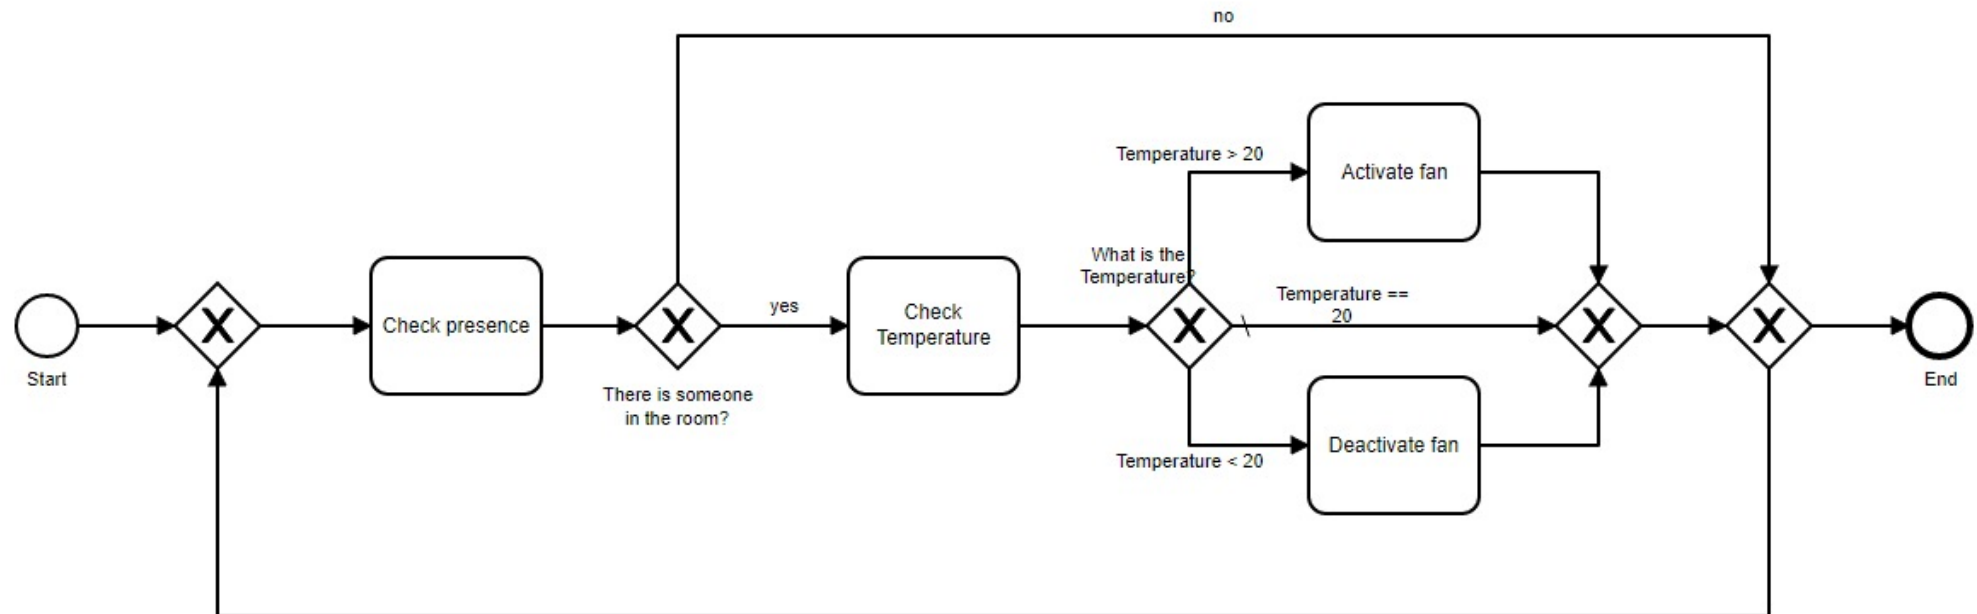 no
Temperature > 20
Activate fan
What is the
Temperature?
Temperature ==
20
yes
Check presence
Check
Temperature
Start
There is someone
in the room?
End
Deactivate fan
Temperature < 20